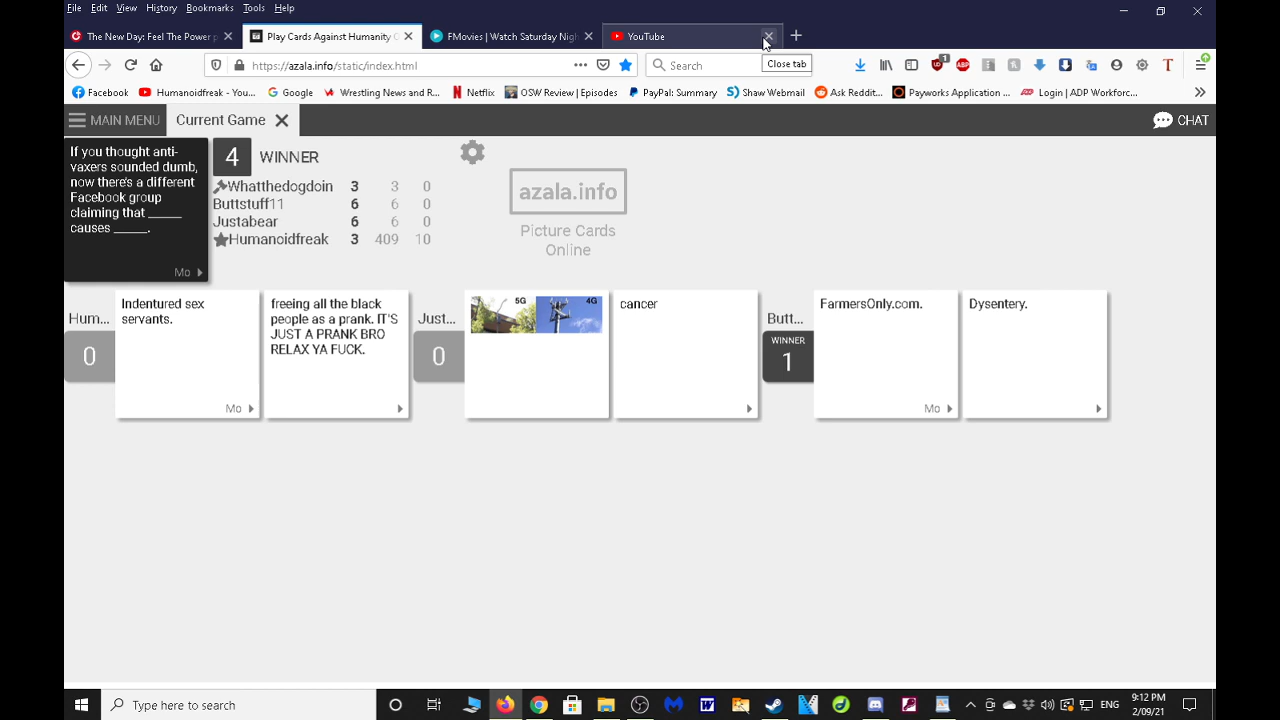 File Edit View History Bookmarks Tools Help
The New Day: Feel The Power p
Play Cards Against Humanity O
FMovies | Watch Saturday Nigh
YouTube
https://azala.info/static/index.html
Search
Close tab
Facebook
Humanoidfreak - You...
Google
Wrestling News and R...
Netflix
OSW Review | Episodes
PayPal: Summary
Shaw Webmail
Ask Reddit...
Payworks Application ...
Login | ADP Workforc...
MAIN MENU
Current Game
CHAT
If you thought anti-
vaxers sounded dumb,
now there's a different
Facebook group
claiming that _____
causes _____.
Mo
4 WINNER
Whatthedogdoin 3 3 0
Buttstuff11 6 6 0
Justabear 6 6 0
Humanoidfreak 3 409 10
azala.info
Picture Cards
Online
Hum...
0
Indentured sex
servants.
Mo
freeing all the black
people as a prank. IT'S
JUST A PRANK BRO
RELAX YA FUCK.
Just...
0
5G
4G
cancer
Butt...
WINNER
1
FarmersOnly.com.
Mo
Dysentery.
Type here to search
ENG
9:12 PM
2/09/21